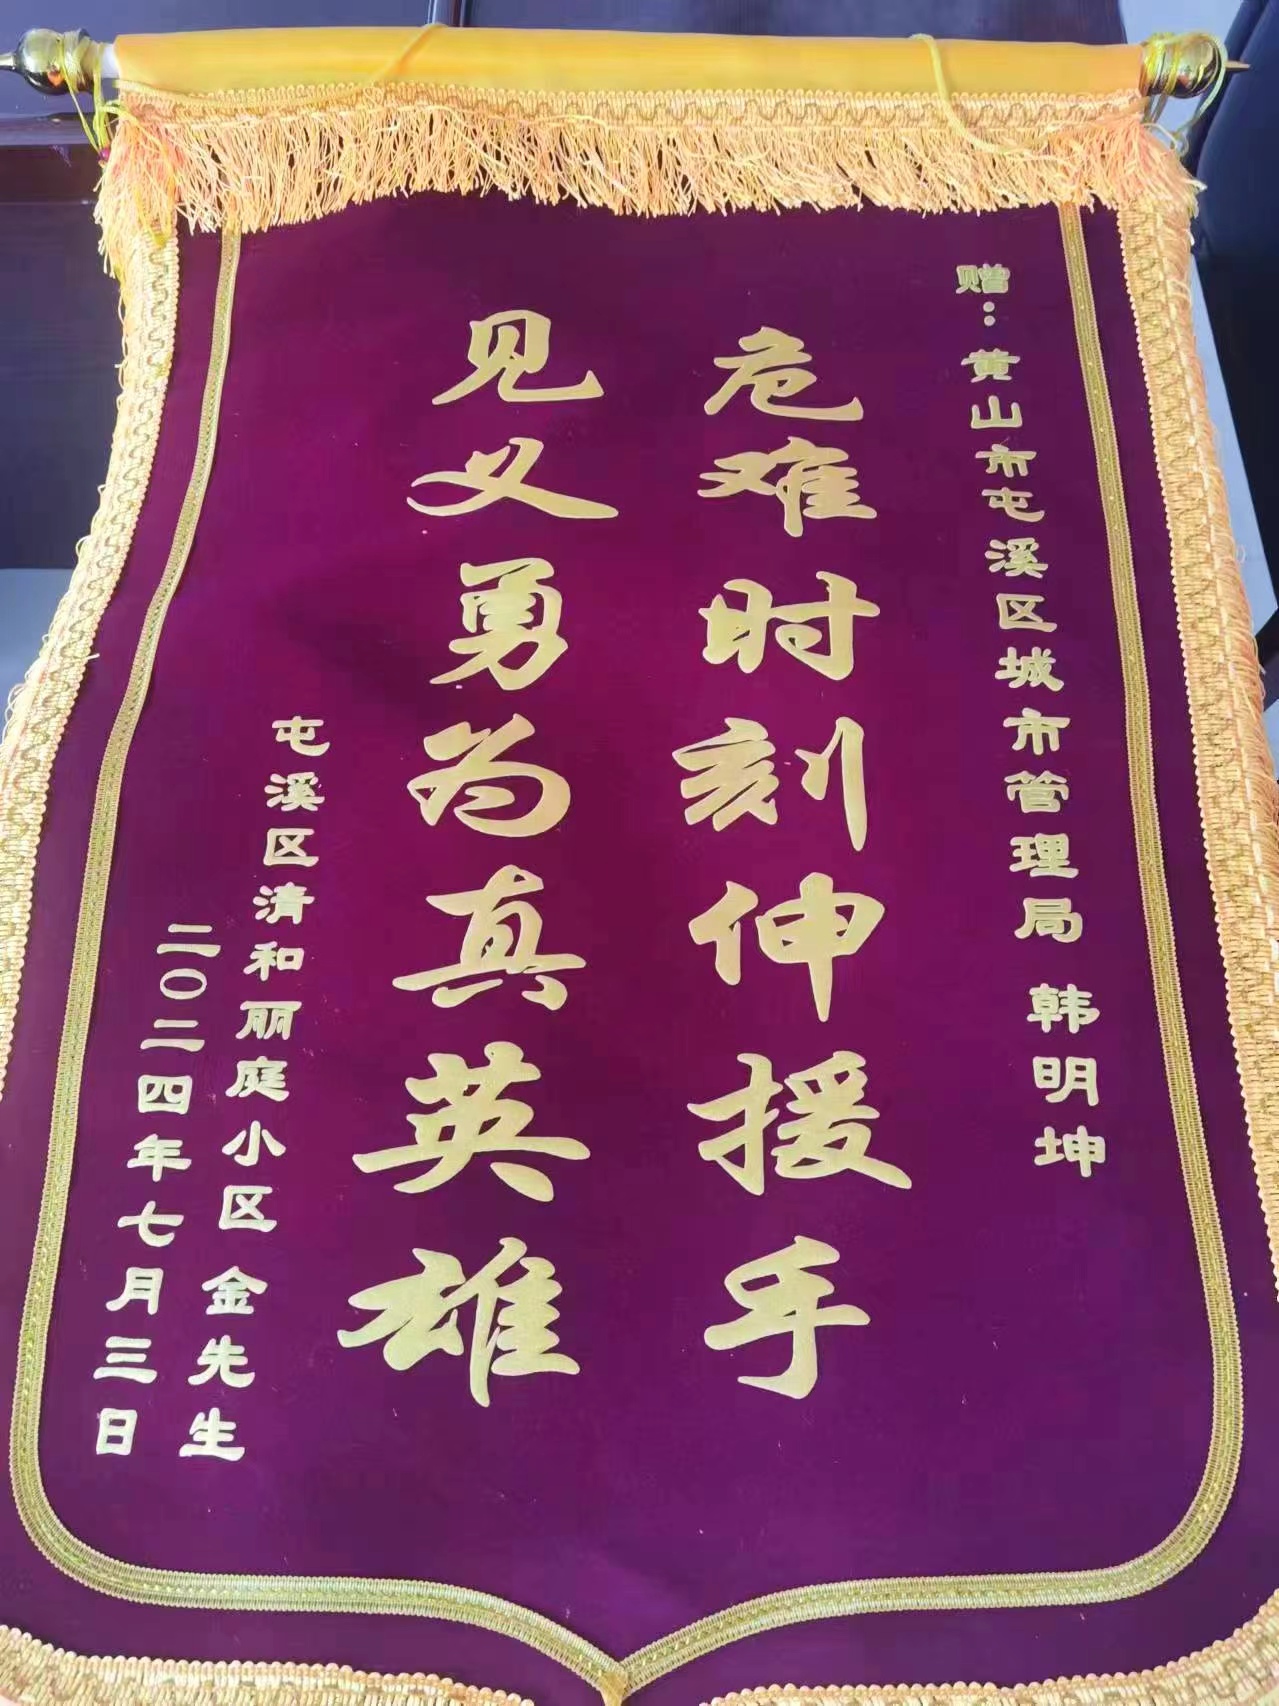 赠：黄山市屯溪区城市管理局 韩明坤
危难时刻伸援手
见义勇为真英雄
屯溪区清和丽庭小区 金先生
二〇二四年七月三日